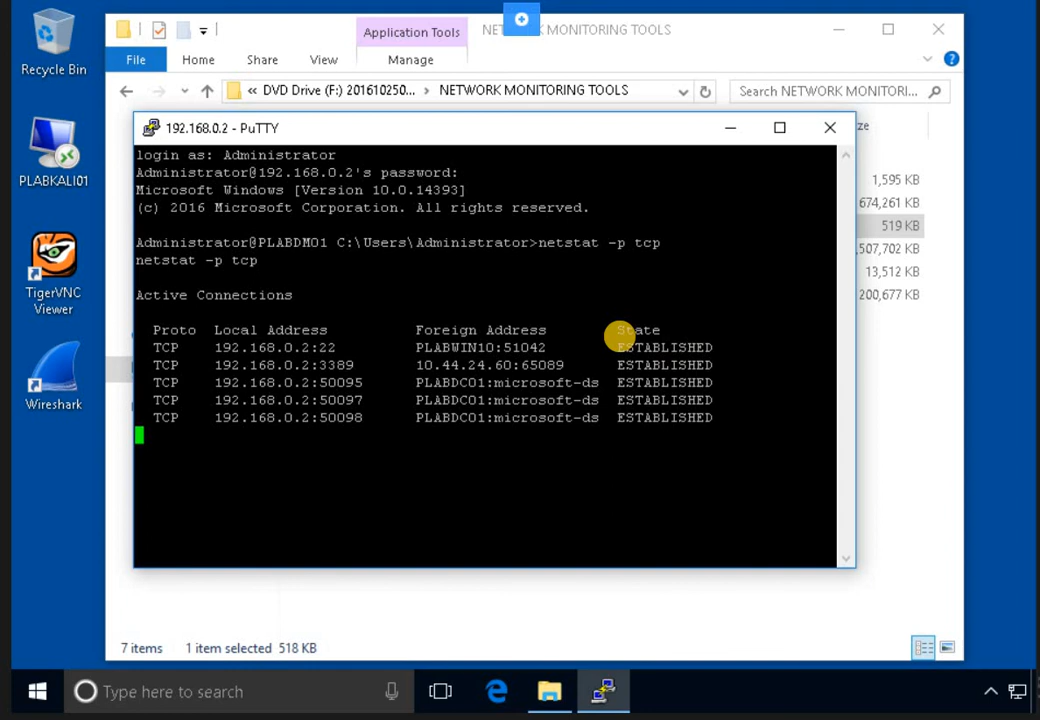 Recycle Bin
PLABKALI01
TigerVNC
Viewer
Wireshark
Application Tools
MONITORING TOOLS
File
Home
Share
View
Manage
« DVD Drive (F:) 201610250... › NETWORK MONITORING TOOLS
Search NETWORK MONITORI...
192.168.0.2 - PuTTY
login as: Administrator
Administrator@192.168.0.2's password:
Microsoft Windows [Version 10.0.14393]
(c) 2016 Microsoft Corporation. All rights reserved.
Administrator@PLABDM01 C:\Users\Administrator>netstat -p tcp
netstat -p tcp
Active Connections
Proto Local Address Foreign Address State
TCP 192.168.0.2:22 PLABWIN10:51042 ESTABLISHED
TCP 192.168.0.2:3389 10.44.24.60:65089 ESTABLISHED
TCP 192.168.0.2:50095 PLABDC01:microsoft-ds ESTABLISHED
TCP 192.168.0.2:50097 PLABDC01:microsoft-ds ESTABLISHED
TCP 192.168.0.2:50098 PLABDC01:microsoft-ds ESTABLISHED
1,595 KB
674,261 KB
519 KB
,507,702 KB
13,512 KB
200,677 KB
7 items 1 item selected 518 KB
Type here to search